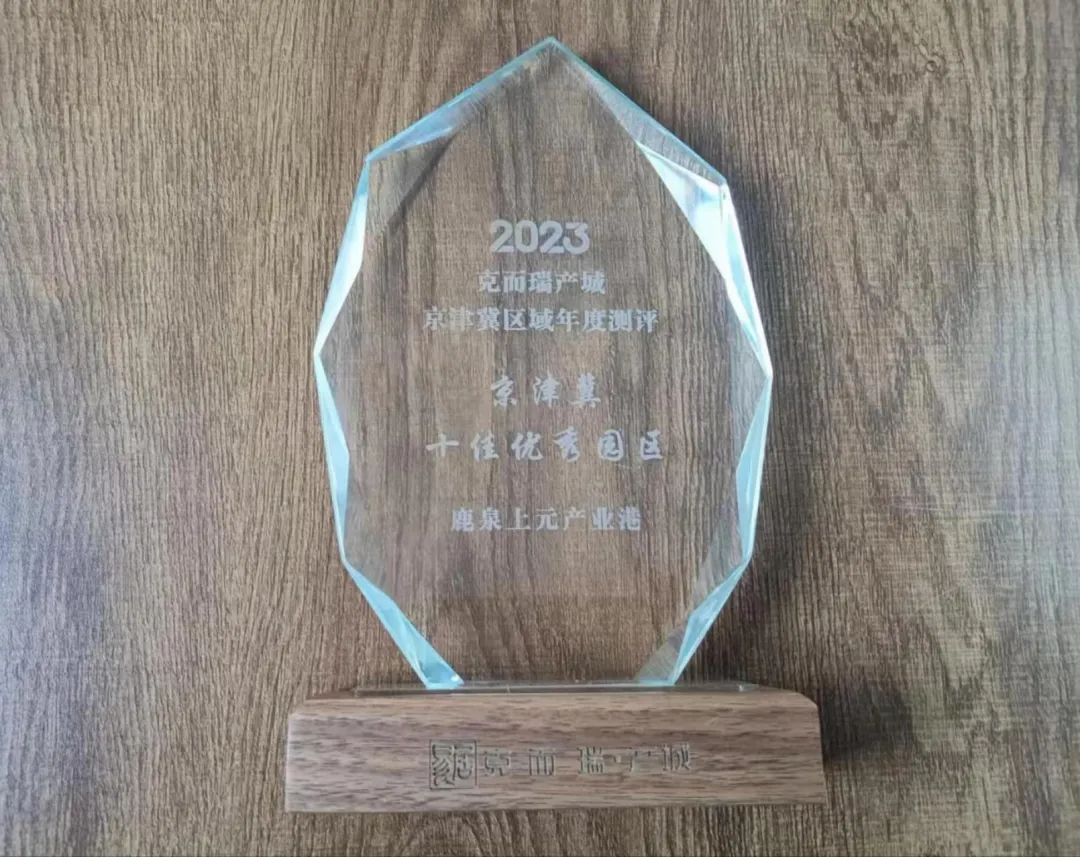 2023
克而瑞产城
京津冀区域年度测评
京津冀
十佳优秀园区
鹿泉上元产业港
克而瑞·产城